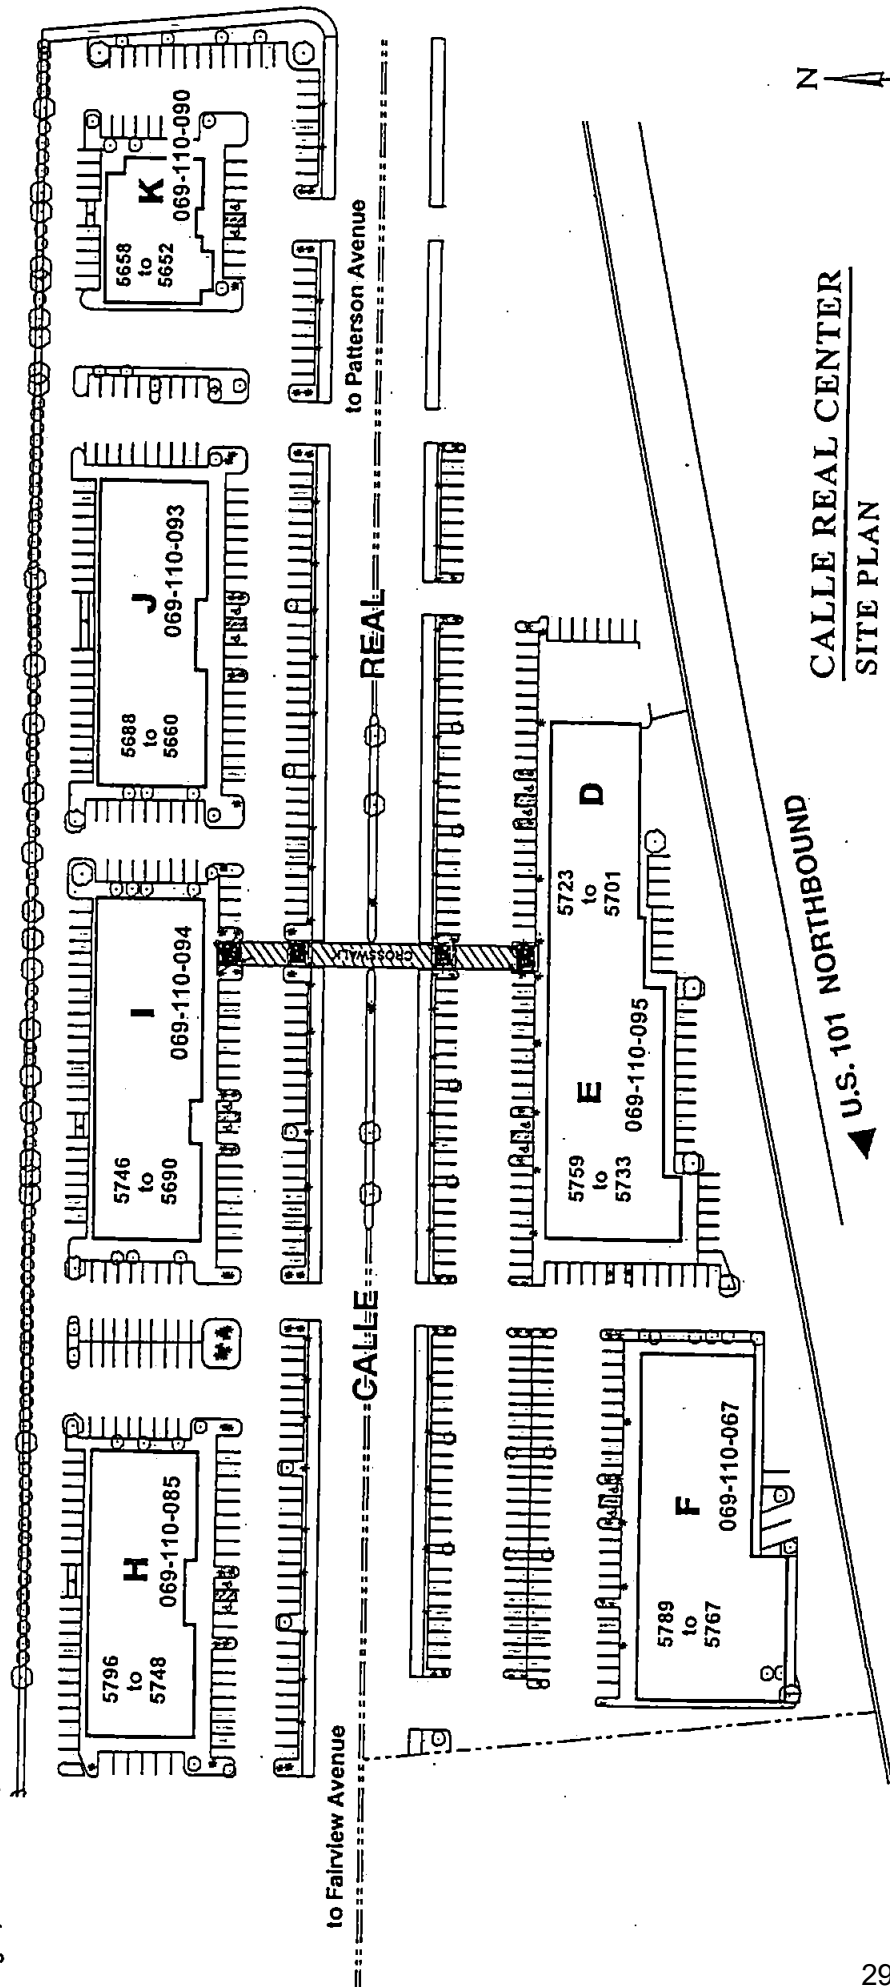 K
069-110-090
5658
to
5652
to Patterson Avenue
J
069-110-093
5688
to
5660
REAL
I
069-110-094
5746
to
5690
CROSSWALK
D
5723
to
5701
E
069-110-095
5759
to
5733
CALLE
H
069-110-085
5796
to
5748
F
069-110-067
5789
to
5767
to Fairview Avenue
U.S. 101 NORTHBOUND
N
CALLE REAL CENTER
SITE PLAN
29